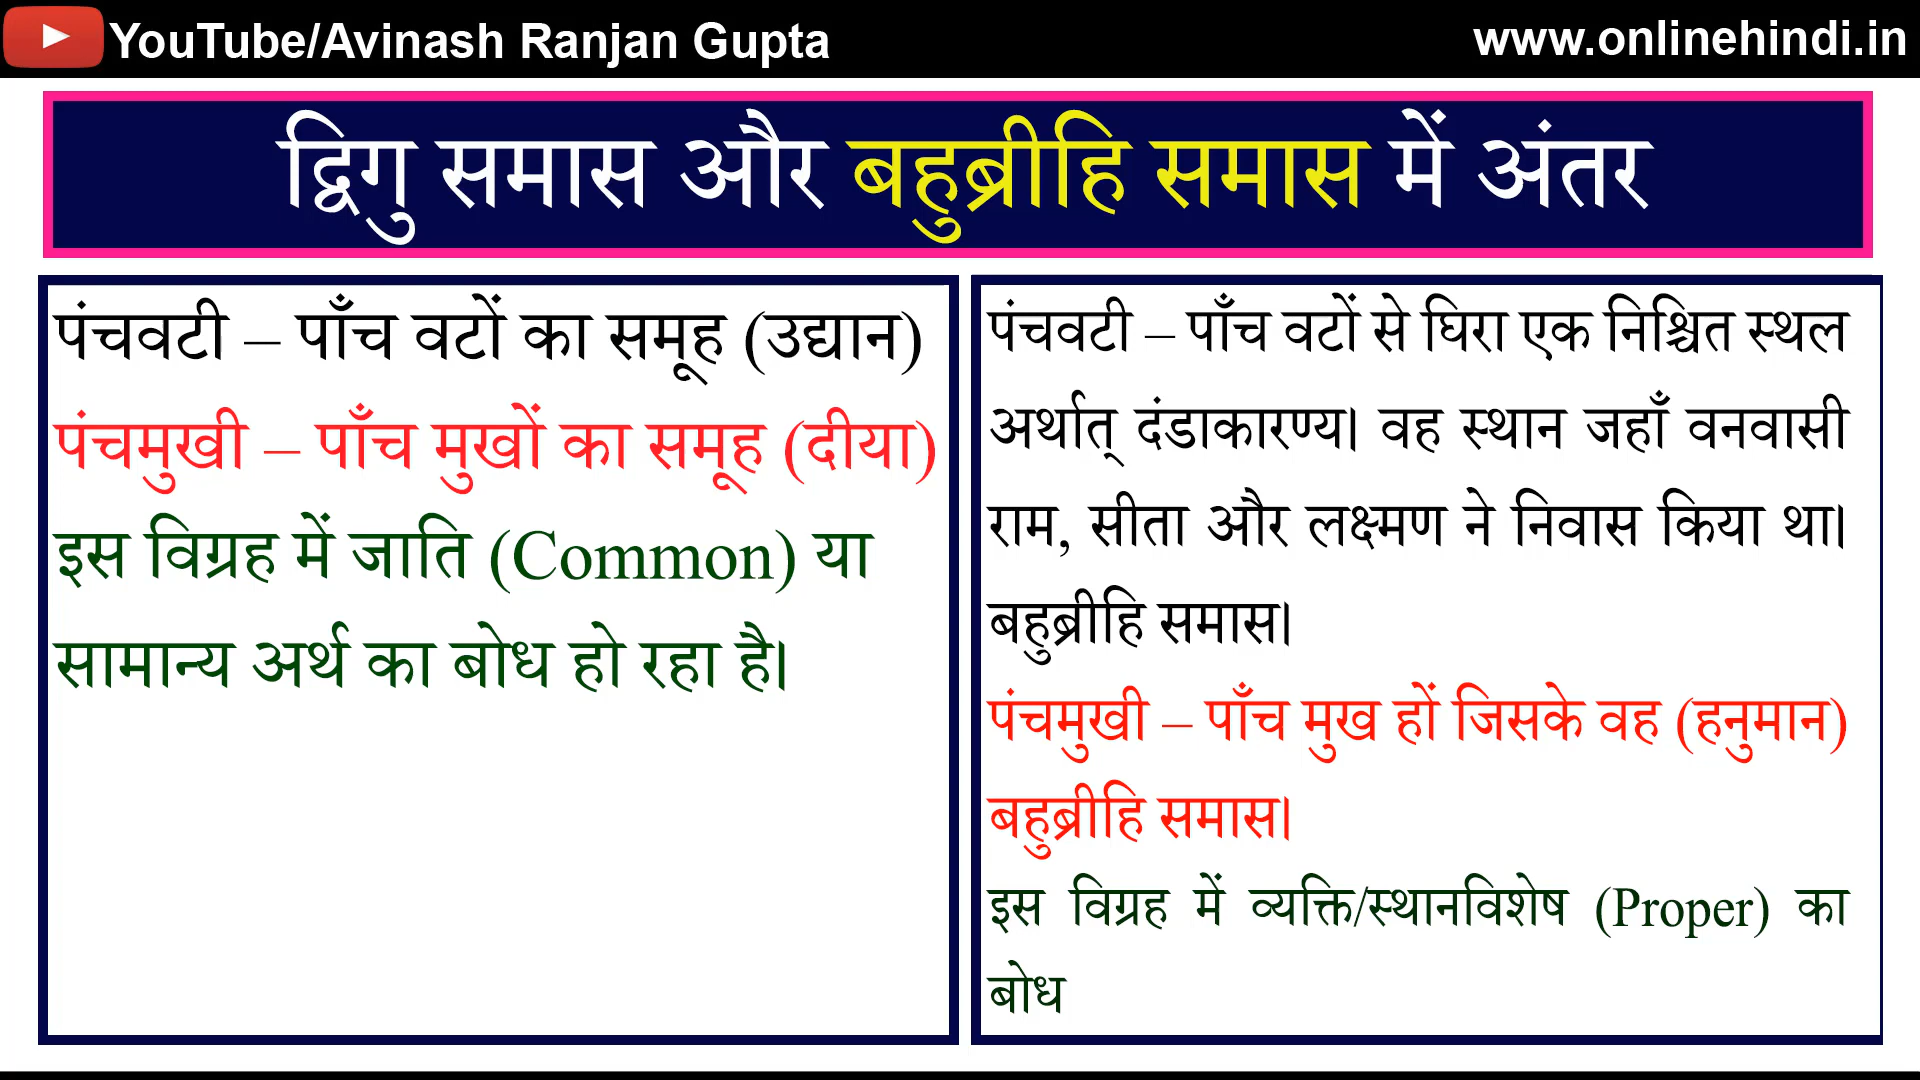 YouTube/Avinash Ranjan Gupta
www.onlinehindi.in
द्विगु समास और बहुब्रीहि समास में अंतर
पंचवटी – पाँच वटों का समूह (उद्यान)
पंचमुखी – पाँच मुखों का समूह (दीया)
इस विग्रह में जाति (Common) या
सामान्य अर्थ का बोध हो रहा है।
पंचवटी – पाँच वटों से घिरा एक निश्चित स्थल
अर्थात् दंडाकारण्य। वह स्थान जहाँ वनवासी
राम, सीता और लक्ष्मण ने निवास किया था।
बहुब्रीहि समास।
पंचमुखी – पाँच मुख हों जिसके वह (हनुमान)
बहुब्रीहि समास।
इस विग्रह में व्यक्ति/स्थानविशेष (Proper) का
बोध